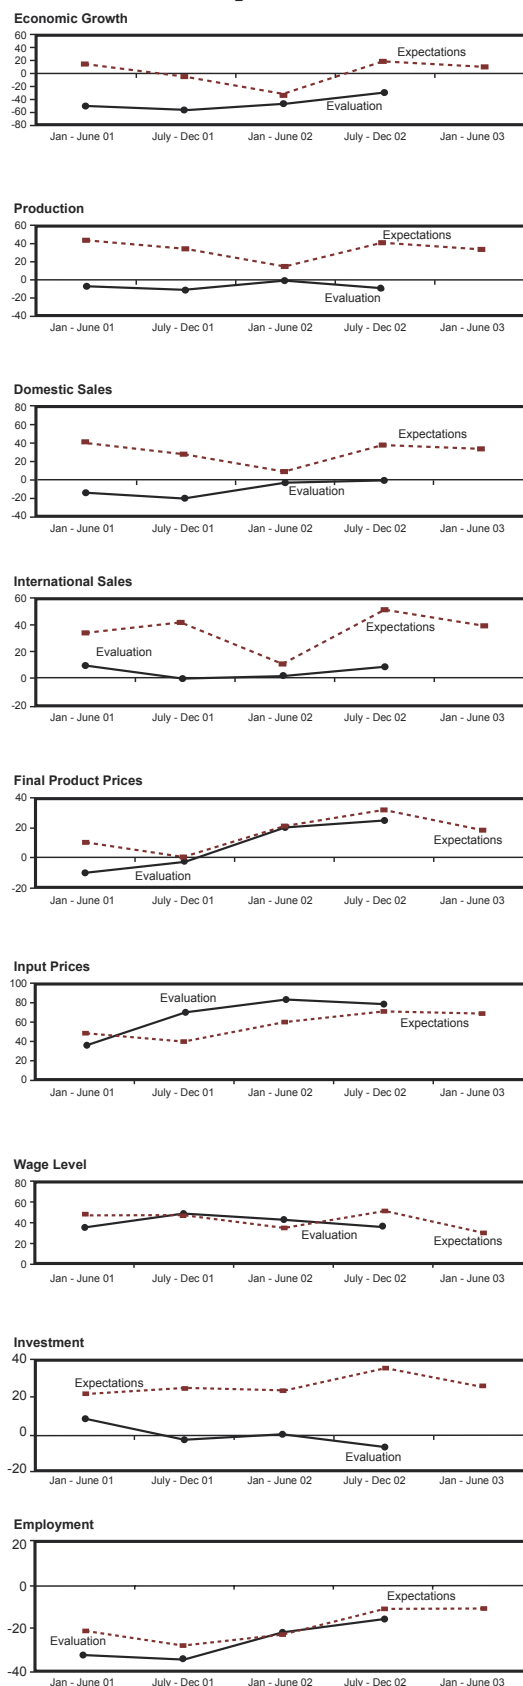 Economic Growth
60
40
Expectations
20
0
-20
-40
Evaluation
-60
-80
Jan - June 01 July - Dec 01 Jan - June 02 July - Dec 02 Jan - June 03
Production
60
Expectations
40
20
0
-20
Evaluation
-40
Jan - June 01 July - Dec 01 Jan - June 02 July - Dec 02 Jan - June 03
Domestic Sales
80
60
Expectations
40
20
0
Evaluation
-20
-40
Jan - June 01 July - Dec 01 Jan - June 02 July - Dec 02 Jan - June 03
International Sales
60
40
Expectations
Evaluation
20
0
-20
Jan - June 01 July - Dec 01 Jan - June 02 July - Dec 02 Jan - June 03
Final Product Prices
40
20
Expectations
0
Evaluation
-20
Jan - June 01 July - Dec 01 Jan - June 02 July - Dec 02 Jan - June 03
Input Prices
100
Evaluation
80
60
Expectations
40
20
0
Jan - June 01 July - Dec 01 Jan - June 02 July - Dec 02 Jan - June 03
Wage Level
80
60
40
Evaluation
Expectations
20
0
Jan - June 01 July - Dec 01 Jan - June 02 July - Dec 02 Jan - June 03
Investment
40
Expectations
20
0
Evaluation
-20
Jan - June 01 July - Dec 01 Jan - June 02 July - Dec 02 Jan - June 03
Employment
20
0
Expectations
-20
Evaluation
-40
Jan - June 01 July - Dec 01 Jan - June 02 July - Dec 02 Jan - June 03